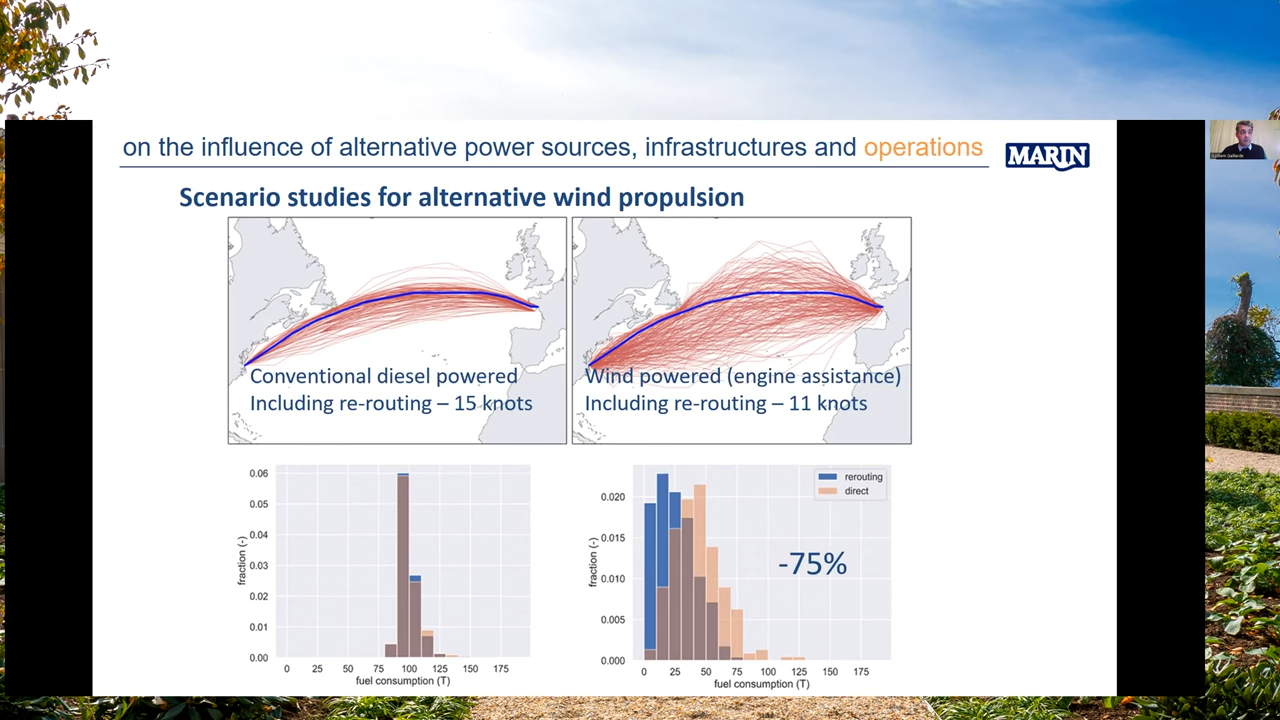 on the influence of alternative power sources, infrastructures and operations
MARIN
Scenario studies for alternative wind propulsion
Conventional diesel powered
Including re-routing – 15 knots
Wind powered (engine assistance)
Including re-routing – 11 knots
0.06
0.05
0.04
0.03
0.02
0.01
0.00
fraction (-)
0 25 50 75 100 125 150 175
fuel consumption (T)
rerouting
direct
-75%
0.020
0.015
0.010
0.005
0.000
fraction (-)
0 25 50 75 100 125 150 175
fuel consumption (T)